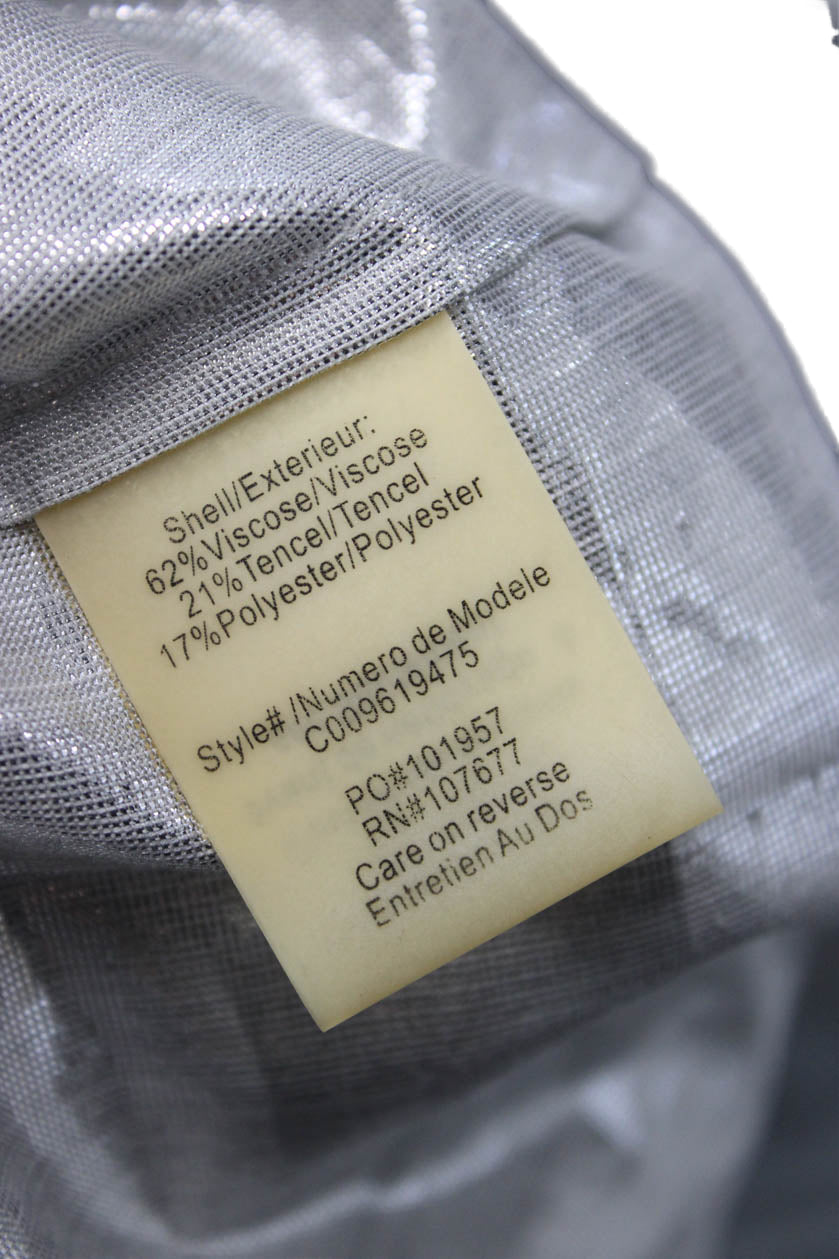 Shell/Exterieur:
62%Viscose/Viscose
21%Tencel/Tencel
17%Polyester/Polyester
Style# /Numero de Modele
C009619475
PO#101957
RN#107677
Care on reverse
Entretien Au Dos